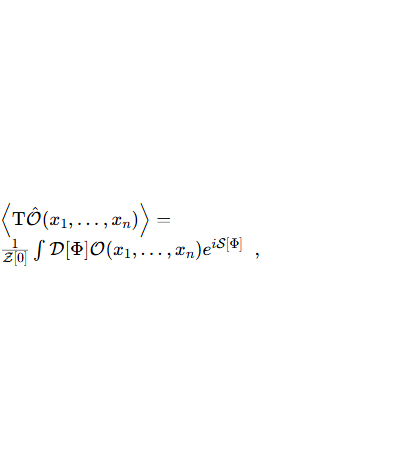 ⟨TÔ(x₁, …, xₙ)⟩ =
1/𝒵[0] ∫ 𝒟[Φ]𝒪(x₁, …, xₙ)e^{i𝒮[Φ]} ,